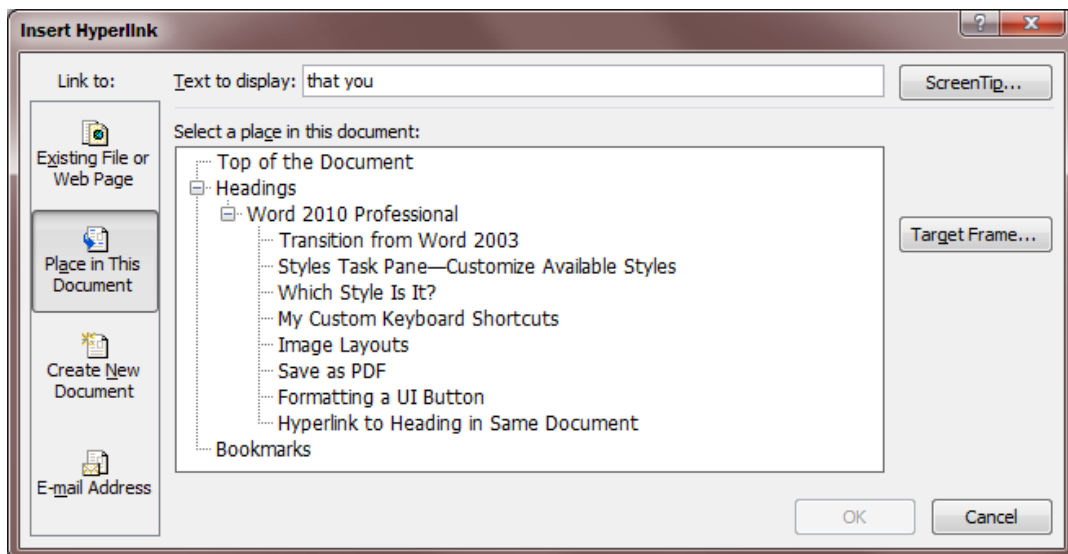 Insert Hyperlink
Link to:
Text to display: that you
ScreenTip...
Existing File or
Web Page
Place in This
Document
Create New
Document
E-mail Address
Select a place in this document:
Top of the Document
Headings
Word 2010 Professional
Transition from Word 2003
Styles Task Pane—Customize Available Styles
Which Style Is It?
My Custom Keyboard Shortcuts
Image Layouts
Save as PDF
Formatting a UI Button
Hyperlink to Heading in Same Document
Bookmarks
Target Frame...
OK
Cancel